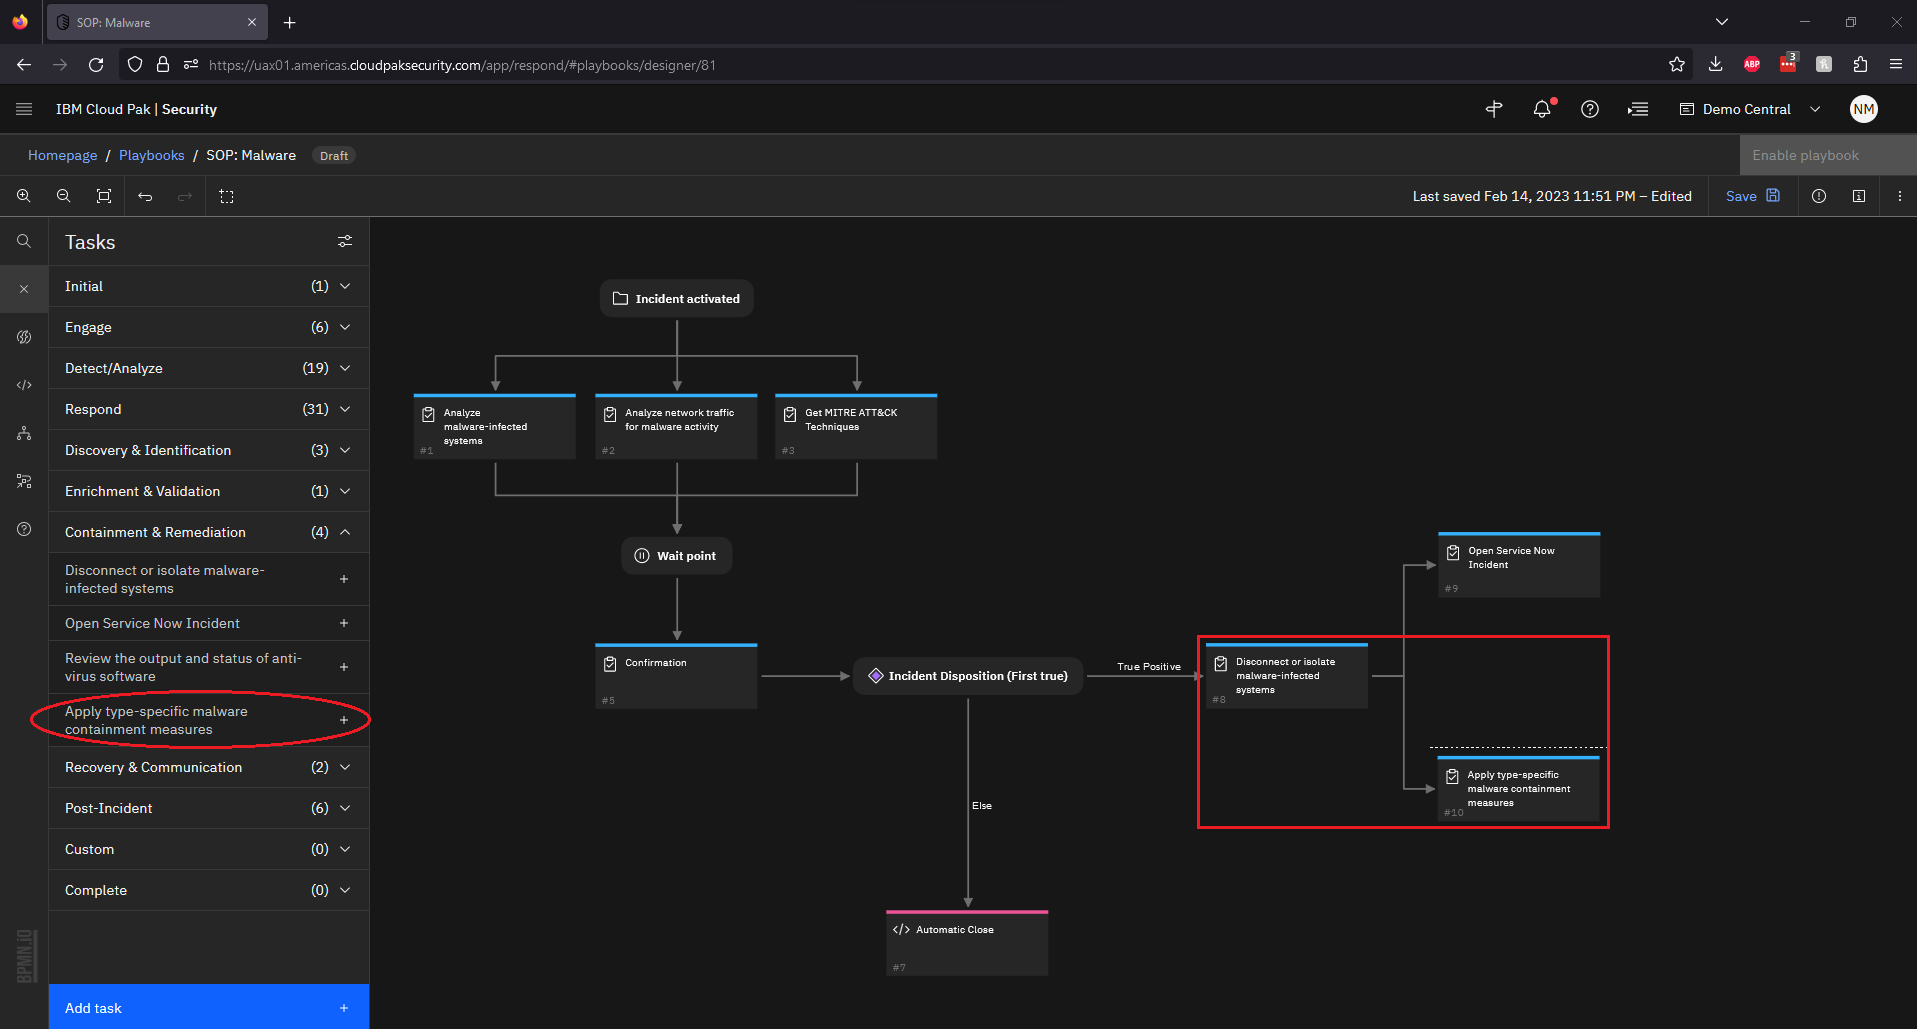 SOP: Malware
https://uax01.americas.cloudpaksecurity.com/app/respond/#playbooks/designer/81
ABP
3
IBM Cloud Pak | Security
Demo Central
NM
Homepage / Playbooks / SOP: Malware
Draft
Enable playbook
Last saved Feb 14, 2023 11:51 PM – Edited
Save
Tasks
Initial (1)
Engage (6)
Detect/Analyze (19)
Respond (31)
Discovery & Identification (3)
Enrichment & Validation (1)
Containment & Remediation (4)
Disconnect or isolate malware-
infected systems
Open Service Now Incident
Review the output and status of anti-
virus software
Apply type-specific malware
containment measures
Recovery & Communication (2)
Post-Incident (6)
Custom (0)
Complete (0)
Add task
BPMN.iO
Incident activated
Analyze
malware-infected
systems
#1
Analyze network traffic
for malware activity
#2
Get MITRE ATT&CK
Techniques
#3
Wait point
Confirmation
#5
Incident Disposition (First true)
True Positive
Disconnect or isolate
malware-infected
systems
#8
Open Service Now
Incident
#9
Apply type-specific
malware containment
measures
#10
Else
Automatic Close
#7